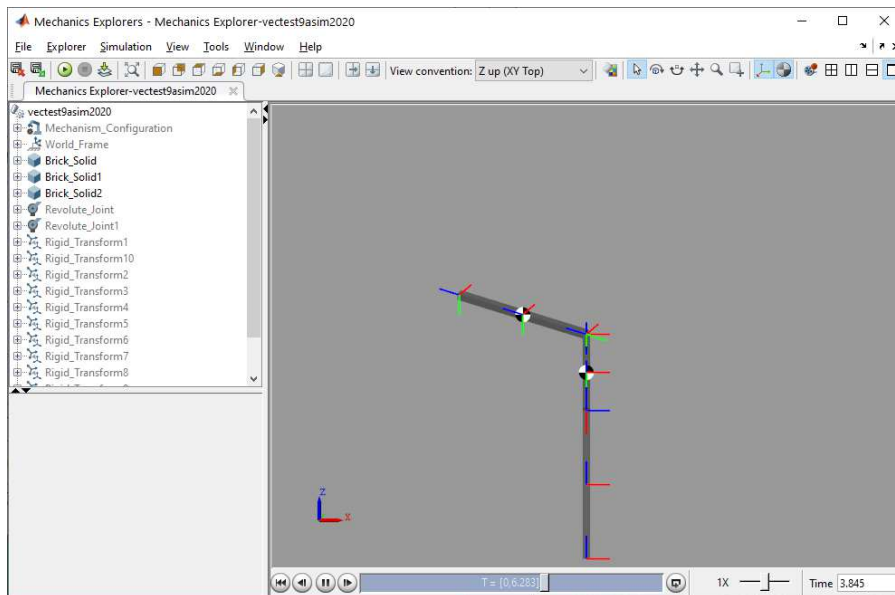 Mechanics Explorers - Mechanics Explorer-vectest9asim2020
File Explorer Simulation View Tools Window Help
View convention: Z up (XY Top)
Mechanics Explorer-vectest9asim2020
vectest9asim2020
Mechanism_Configuration
World_Frame
Brick_Solid
Brick_Solid1
Brick_Solid2
Revolute_Joint
Revolute_Joint1
Rigid_Transform1
Rigid_Transform10
Rigid_Transform2
Rigid_Transform3
Rigid_Transform4
Rigid_Transform5
Rigid_Transform6
Rigid_Transform7
Rigid_Transform8
Z
X
T = [0,6.283]
1X
Time 3.845